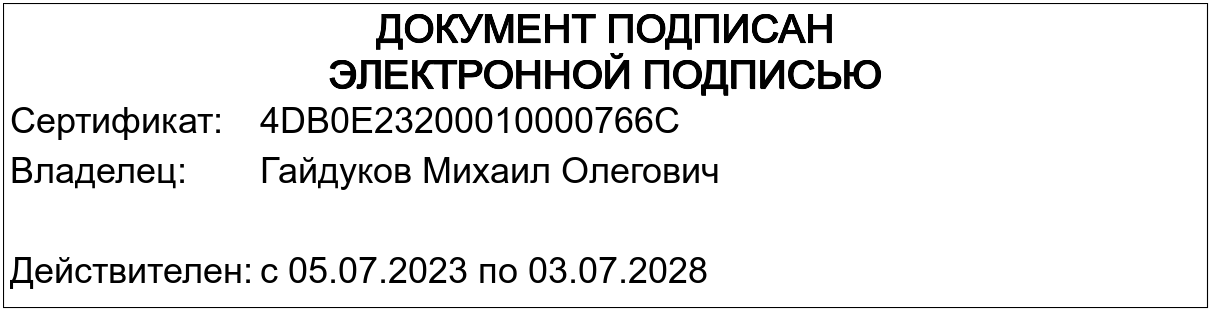 ДОКУМЕНТ ПОДПИСАН
ЭЛЕКТРОННОЙ ПОДПИСЬЮ
Сертификат: 4DB0E23200010000766C
Владелец: Гайдуков Михаил Олегович
Действителен: с 05.07.2023 по 03.07.2028